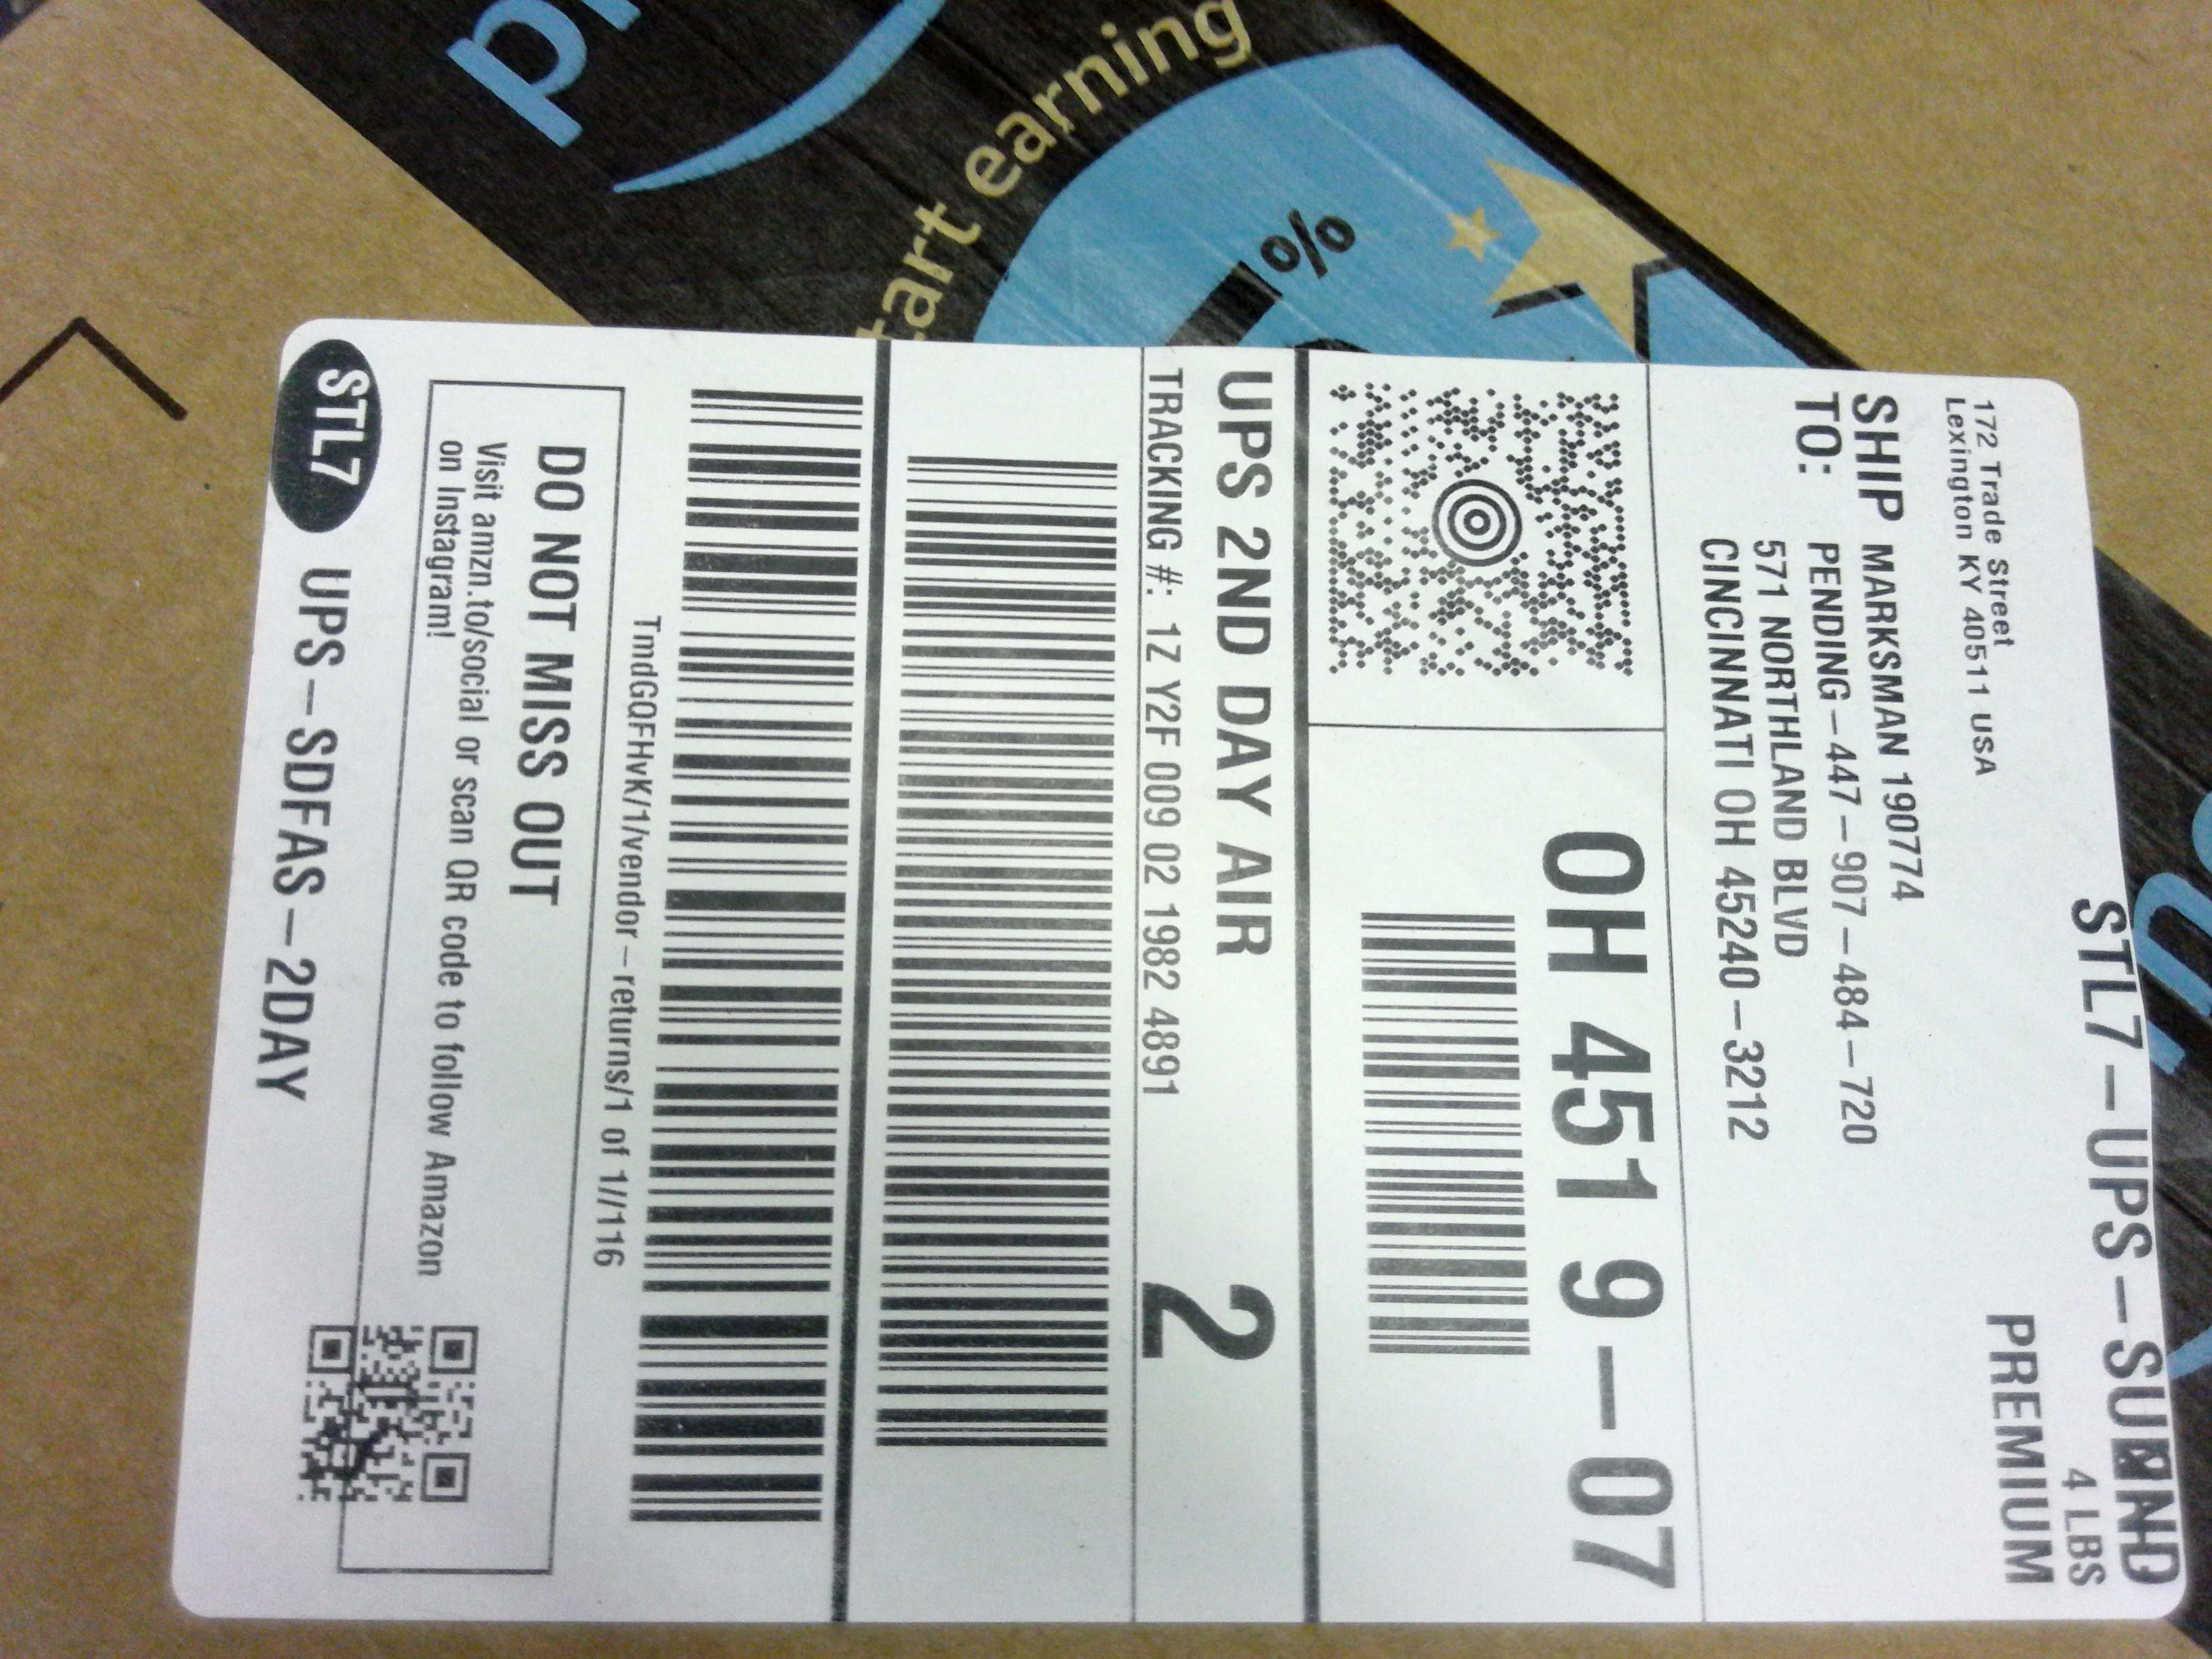 start earning
%
STL7-UPS-
4 LBS
PREMIUM
172 Trade Street
Lexington KY 40511 USA
SHIP
TO:
MARKSMAN 190774
PENDING-447-907-484-720
571 NORTHLAND BLVD
CINCINNATI OH 45240-3212
OH 451 9-07
UPS 2ND DAY AIR
2
TRACKING #: 1Z Y2F 009 02 1982 4891
TmdGQFHvK/1/vendor-returns/1 of 1//116
DO NOT MISS OUT
Visit amzn.to/social or scan QR code to follow Amazon
on Instagram!
STL7
UPS-SDFAS-2DAY